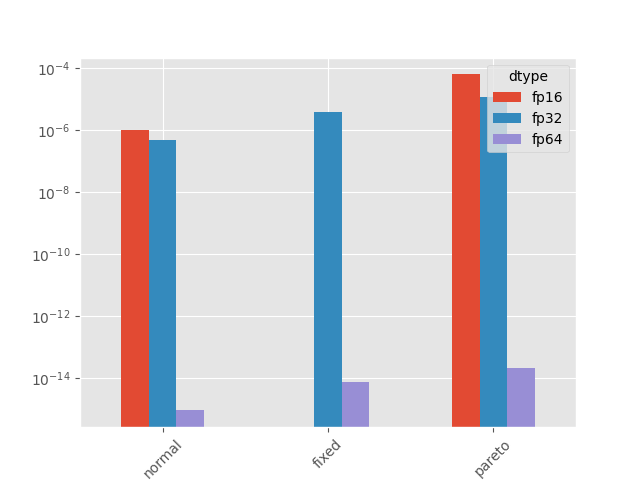 10⁻⁴
10⁻⁶
10⁻⁸
10⁻¹⁰
10⁻¹²
10⁻¹⁴
dtype
fp16
fp32
fp64
normal
fixed
pareto